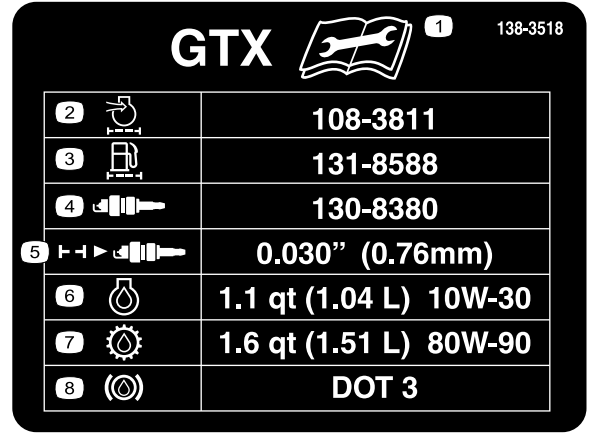 GTX 1 138-3518
2 108-3811
3 131-8588
4 130-8380
5 0.030” (0.76mm)
6 1.1 qt (1.04 L) 10W-30
7 1.6 qt (1.51 L) 80W-90
8 DOT 3